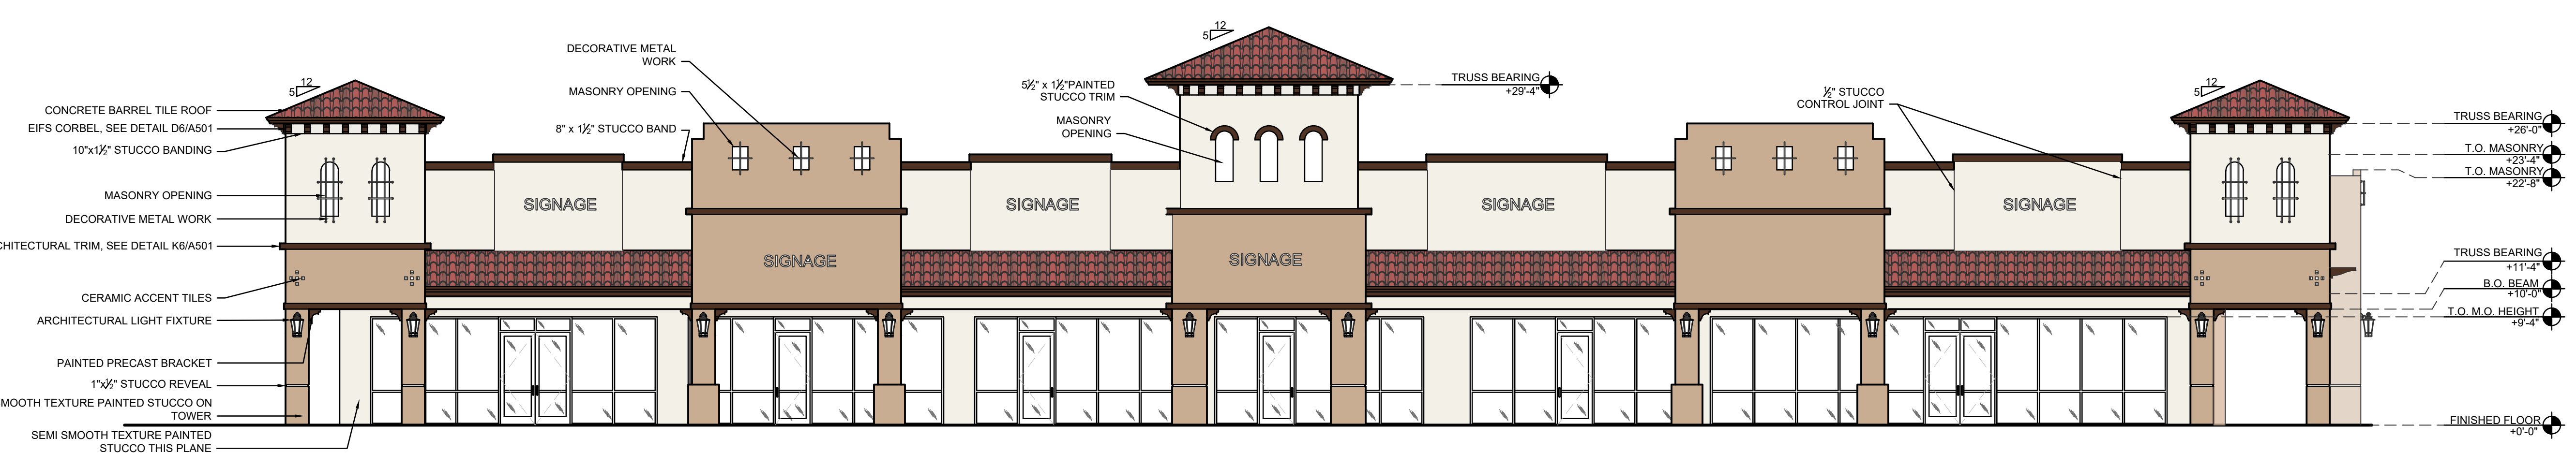 12
5
CONCRETE BARREL TILE ROOF
EIFS CORBEL, SEE DETAIL D6/A501
10"x1½" STUCCO BANDING
MASONRY OPENING
DECORATIVE METAL WORK
CHITECTURAL TRIM, SEE DETAIL K6/A501
CERAMIC ACCENT TILES
ARCHITECTURAL LIGHT FIXTURE
PAINTED PRECAST BRACKET
1"x½" STUCCO REVEAL
MOOTH TEXTURE PAINTED STUCCO ON
TOWER
SEMI SMOOTH TEXTURE PAINTED
STUCCO THIS PLANE
DECORATIVE METAL
WORK
MASONRY OPENING
8" x 1½" STUCCO BAND
SIGNAGE
SIGNAGE
SIGNAGE
12
5
5½" x 1½"PAINTED
STUCCO TRIM
MASONRY
OPENING
SIGNAGE
TRUSS BEARING
+29'-4"
SIGNAGE
½" STUCCO
CONTROL JOINT
SIGNAGE
12
5
TRUSS BEARING
+26'-0"
T.O. MASONRY
+23'-4"
T.O. MASONRY
+22'-8"
TRUSS BEARING
+11'-4"
B.O. BEAM
+10'-0"
T.O. M.O. HEIGHT
+9'-4"
FINISHED FLOOR
+0'-0"